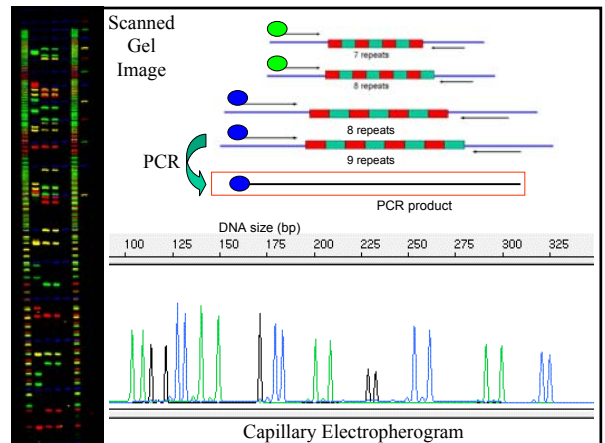 Scanned
Gel
Image
7 repeats
8 repeats
8 repeats
9 repeats
PCR
PCR product
DNA size (bp)
100 125 150 175 200 225 250 275 300 325
Capillary Electropherogram